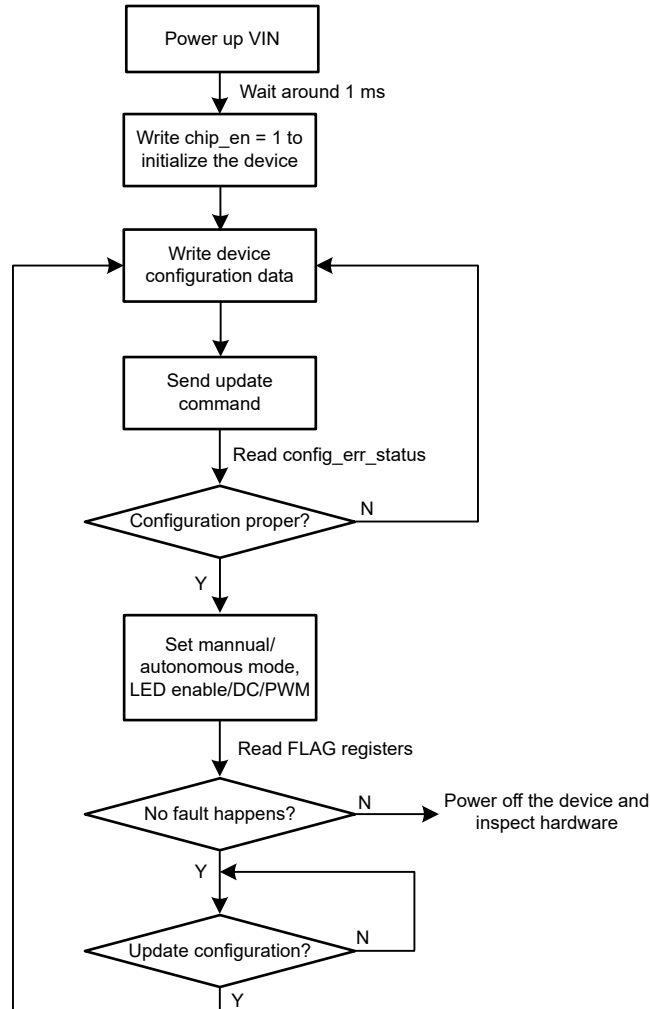 Power up VIN
Wait around 1 ms
Write chip_en = 1 to
initialize the device
Write device
configuration data
Send update
command
Read config_err_status
Configuration proper?
N
Y
Set mannual/
autonomous mode,
LED enable/DC/PWM
Read FLAG registers
No fault happens?
N
Power off the device and
inspect hardware
Y
Update configuration?
N
Y